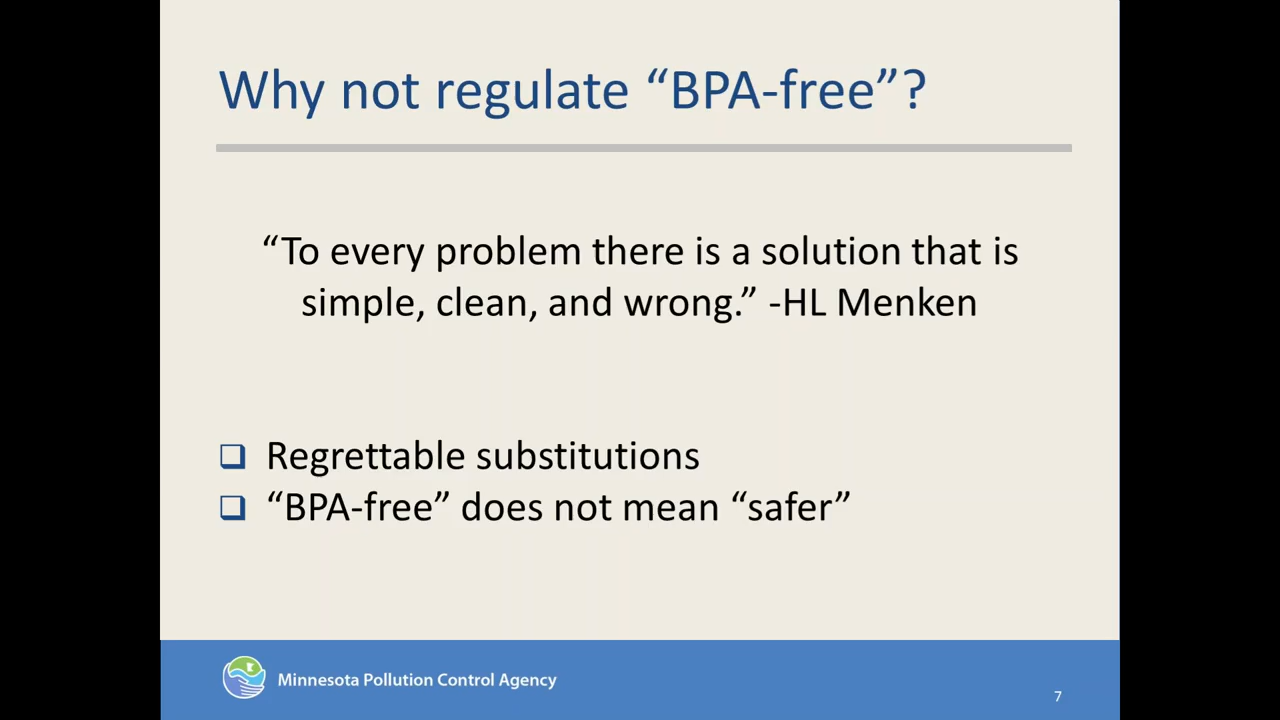 Why not regulate “BPA-free”?
“To every problem there is a solution that is
simple, clean, and wrong.” -HL Menken
Regrettable substitutions
“BPA-free” does not mean “safer”
Minnesota Pollution Control Agency
7